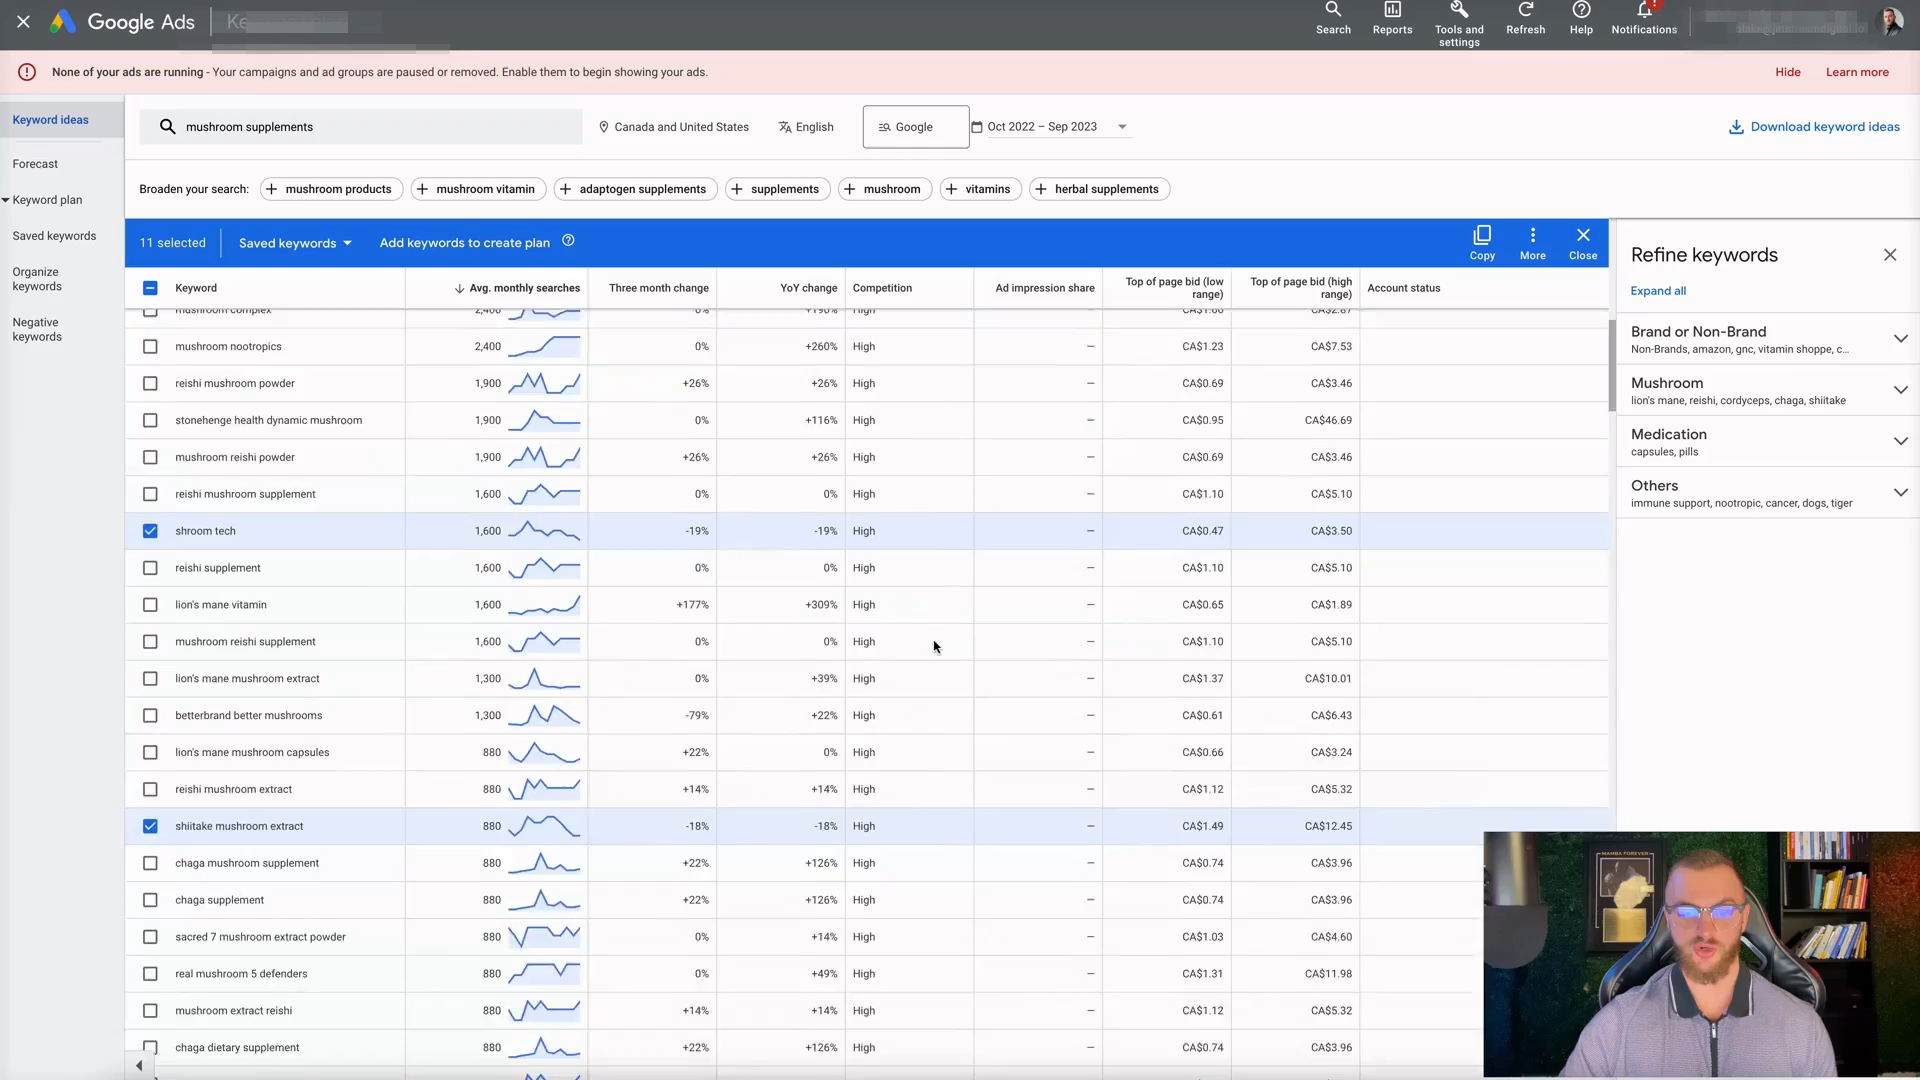 Google Ads
Search
Reports
Tools and settings
Refresh
Help
Notifications
None of your ads are running - Your campaigns and ad groups are paused or removed. Enable them to begin showing your ads.
Hide
Learn more
Keyword ideas
Forecast
Keyword plan
Saved keywords
Organize keywords
Negative keywords
mushroom supplements
Canada and United States
English
Google
Oct 2022 – Sep 2023
Download keyword ideas
Broaden your search:
mushroom products
mushroom vitamin
adaptogen supplements
supplements
mushroom
vitamins
herbal supplements
11 selected
Saved keywords
Add keywords to create plan
Copy
More
Close
Keyword Avg. monthly searches Three month change YoY change Competition Ad impression share Top of page bid (low range) Top of page bid (high range) Account status
mushroom complex 2,400 0% +190% High – CA$1.66 CA$2.87
mushroom nootropics 2,400 0% +260% High – CA$1.23 CA$7.53
reishi mushroom powder 1,900 +26% +26% High – CA$0.69 CA$3.46
stonehenge health dynamic mushroom 1,900 0% +116% High – CA$0.95 CA$46.69
mushroom reishi powder 1,900 +26% +26% High – CA$0.69 CA$3.46
reishi mushroom supplement 1,600 0% 0% High – CA$1.10 CA$5.10
shroom tech 1,600 -19% -19% High – CA$0.47 CA$3.50
reishi supplement 1,600 0% 0% High – CA$1.10 CA$5.10
lion's mane vitamin 1,600 +177% +309% High – CA$0.65 CA$1.89
mushroom reishi supplement 1,600 0% 0% High – CA$1.10 CA$5.10
lion's mane mushroom extract 1,300 0% +39% High – CA$1.37 CA$10.01
betterbrand better mushrooms 1,300 -79% +22% High – CA$0.61 CA$6.43
lion's mane mushroom capsules 880 +22% 0% High – CA$0.66 CA$3.24
reishi mushroom extract 880 +14% +14% High – CA$1.12 CA$5.32
shiitake mushroom extract 880 -18% -18% High – CA$1.49 CA$12.45
chaga mushroom supplement 880 +22% +126% High – CA$0.74 CA$3.96
chaga supplement 880 +22% +126% High – CA$0.74 CA$3.96
sacred 7 mushroom extract powder 880 0% +14% High – CA$1.03 CA$4.60
real mushroom 5 defenders 880 0% +49% High – CA$1.31 CA$11.98
mushroom extract reishi 880 +14% +14% High – CA$1.12 CA$5.32
chaga dietary supplement 880 +22% +126% High – CA$0.74 CA$3.96
Refine keywords
Expand all
Brand or Non-Brand
Non-Brands, amazon, gnc, vitamin shoppe, c...
Mushroom
lion's mane, reishi, cordyceps, chaga, shiitake
Medication
capsules, pills
Others
immune support, nootropic, cancer, dogs, tiger
MAMBA FOREVER